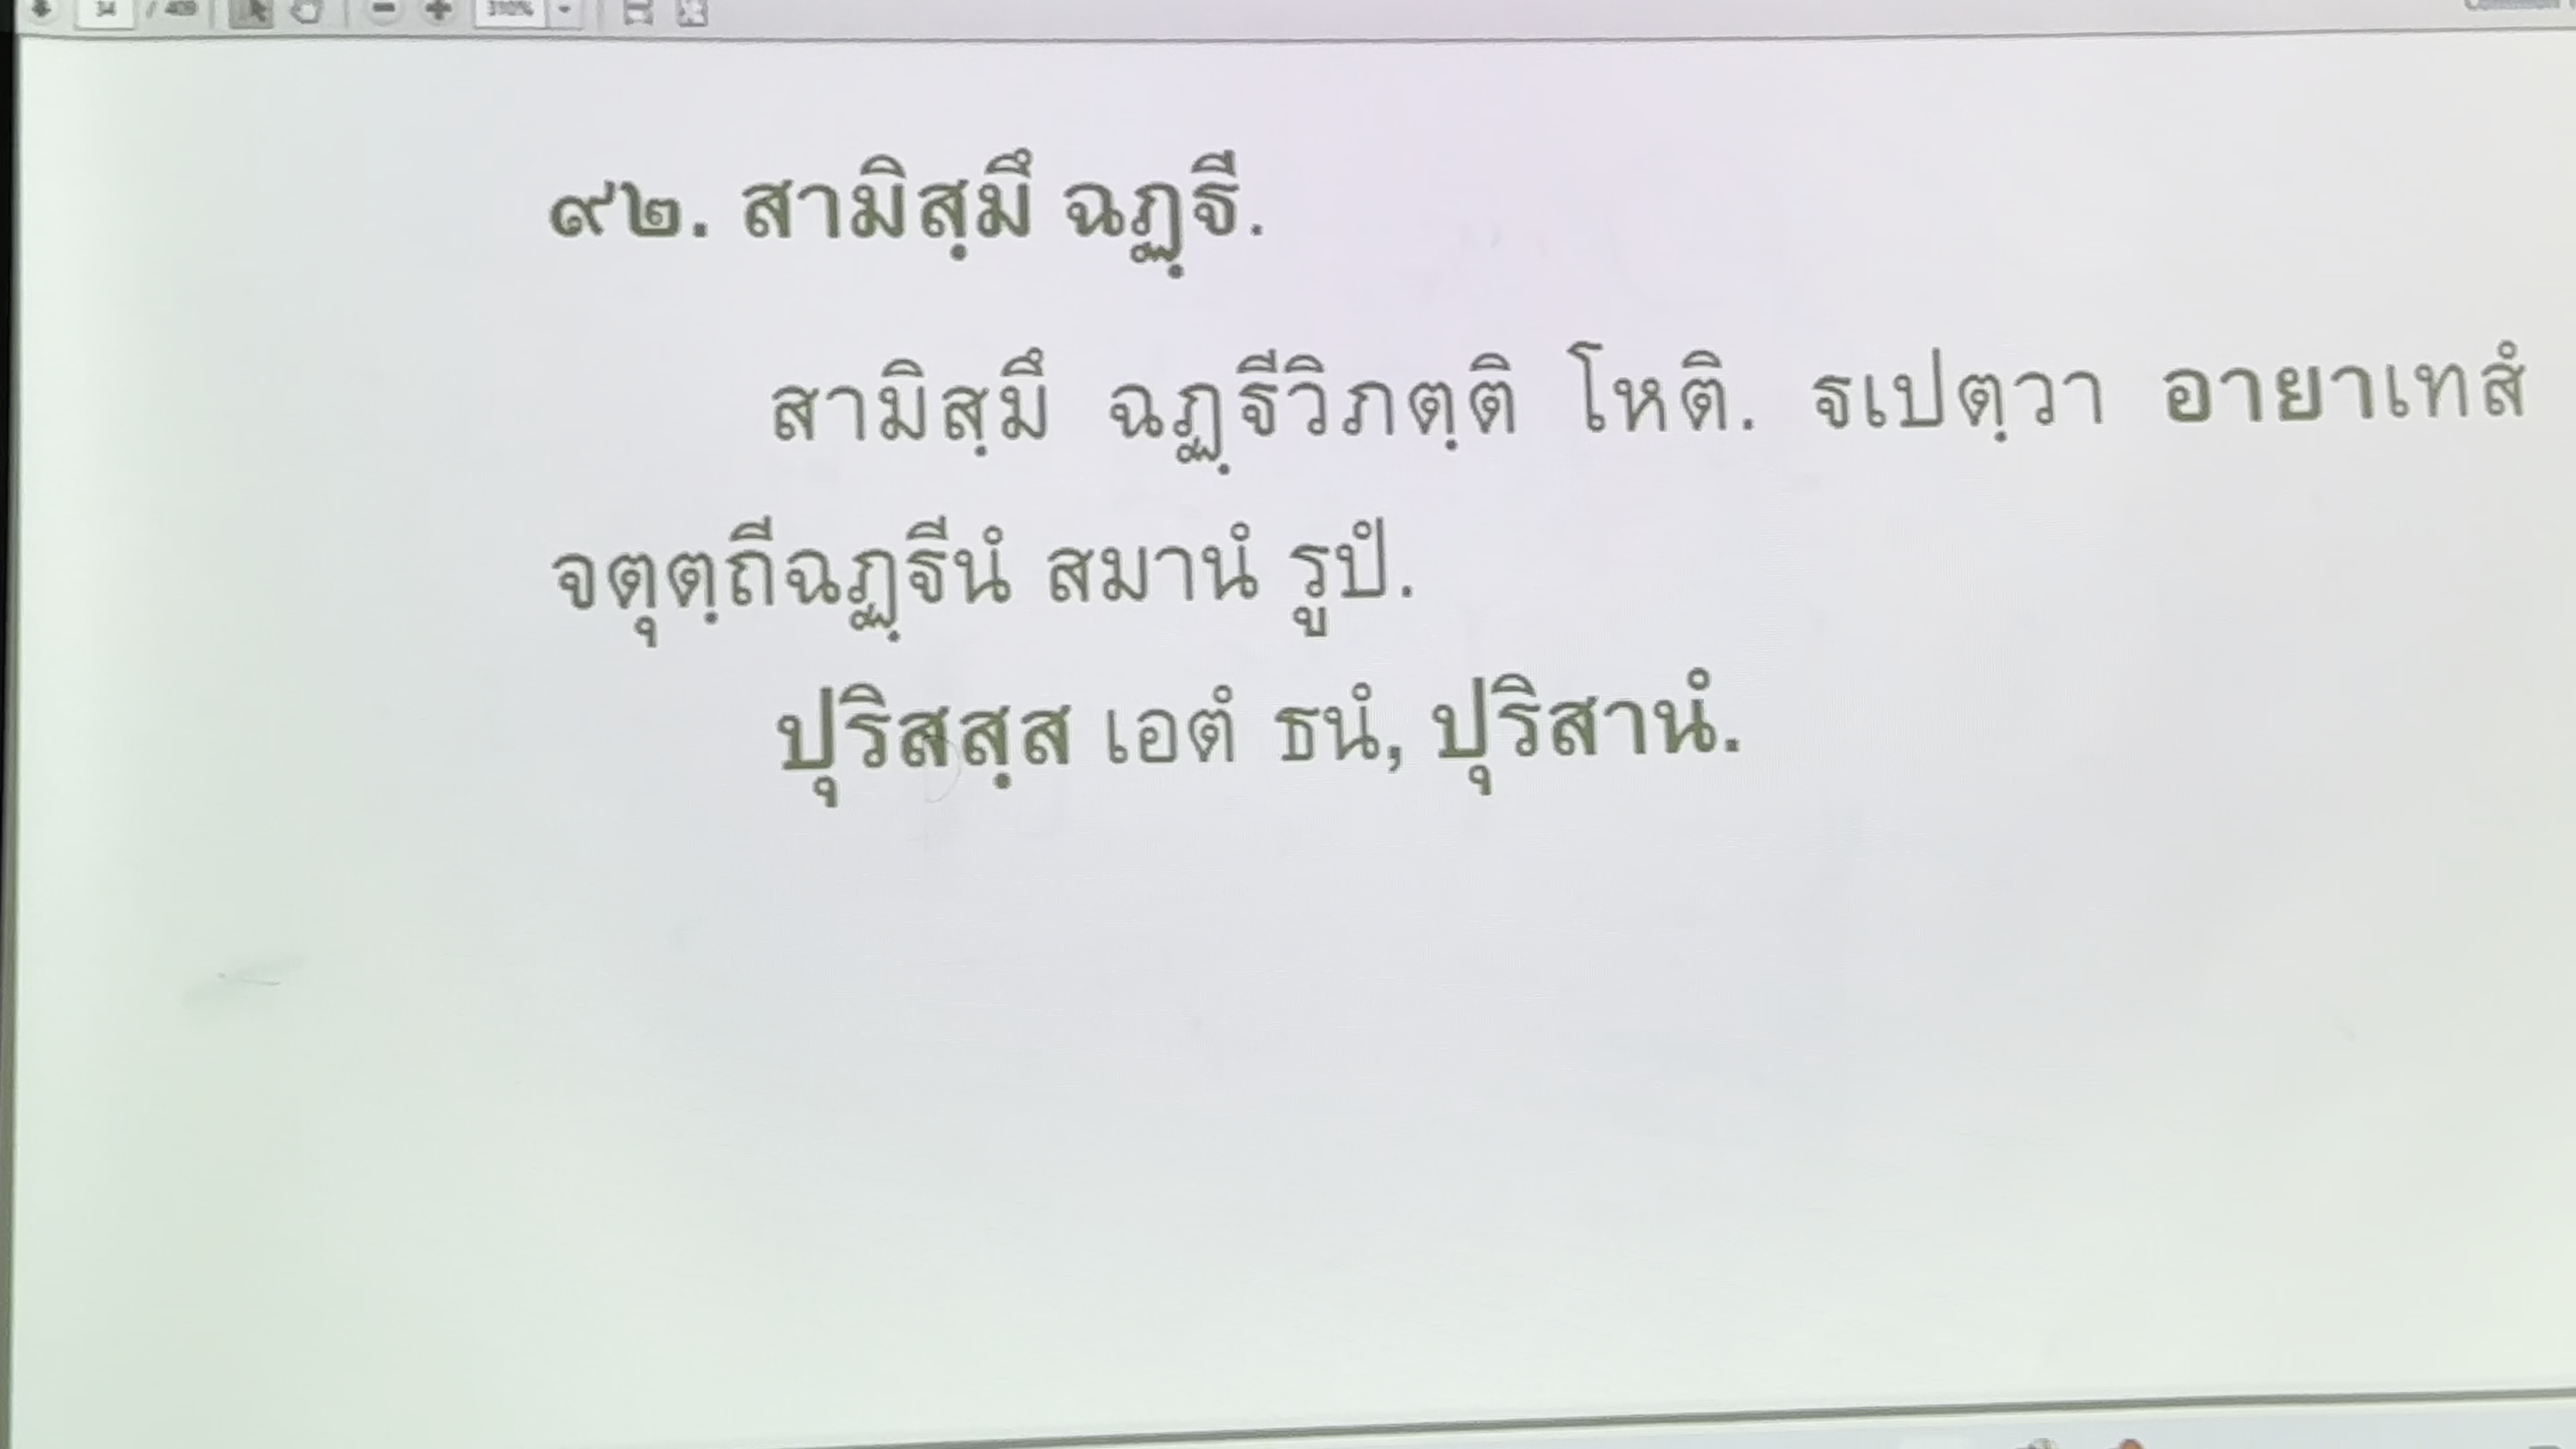 ๙๒. สามิสฺมึ ฉฏฺฐี.
สามิสฺมึ ฉฏฺฐีวิภตฺติ โหติ. ฐเปตฺวา อายาเทสํ
จตุตฺถีฉฏฺฐีนํ สมานํ รูปํ.
ปุริสสฺส เอตํ ธนํ, ปุริสานํ.